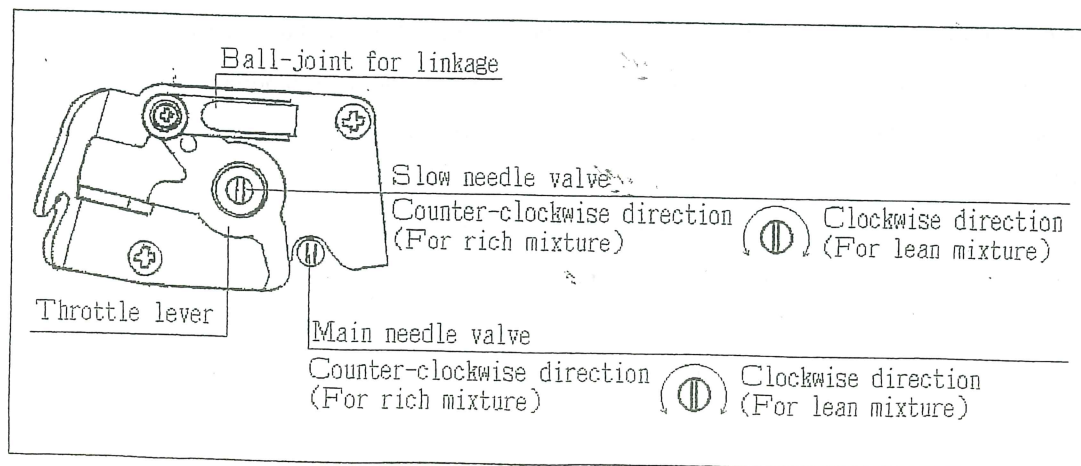 Ball-joint for linkage
Slow needle valve
Counter-clockwise direction
(For rich mixture)
Clockwise direction
(For lean mixture)
Throttle lever
Main needle valve
Counter-clockwise direction
(For rich mixture)
Clockwise direction
(For lean mixture)